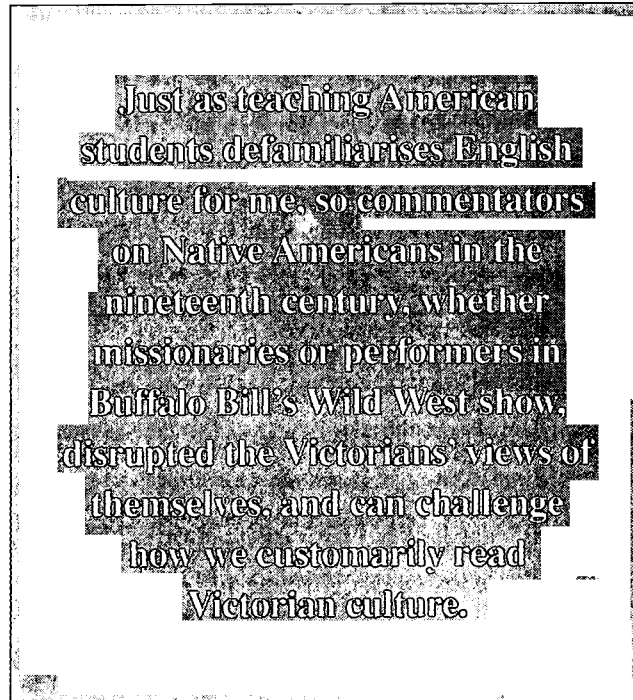 Just as teaching American
students defamiliarises English
culture for me, so commentators
on Native Americans in the
nineteenth century, whether
missionaries or performers in
Buffalo Bill's Wild West show,
disrupted the Victorians' views of
themselves, and can challenge
how we customarily read
Victorian culture.